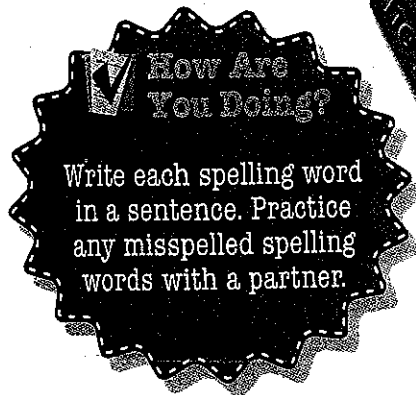 How Are
You Doing?
Write each spelling word
in a sentence. Practice
any misspelled spelling
words with a partner.